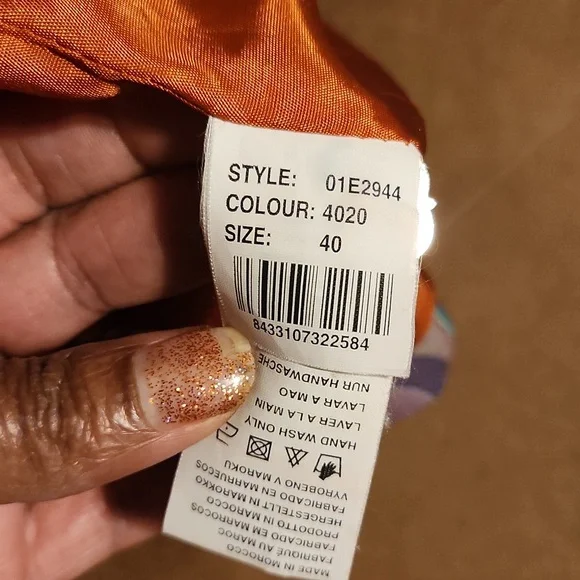 STYLE: 01E2944
COLOUR: 4020
SIZE: 40
8433107322584
MADE IN MOROCCO
FABRIQUÉ AU MAROC
FABRICADO EM MARROCOS
PRODOTTO IN MAROCCO
HERGESTELLT IN MAROKKO
FABRICADO EN MARRUECOS
VYROBENO V MAROKU
HAND WASH ONLY
LAVER A LA MAIN
LAVAR A MAO
NUR HANDWASCHE